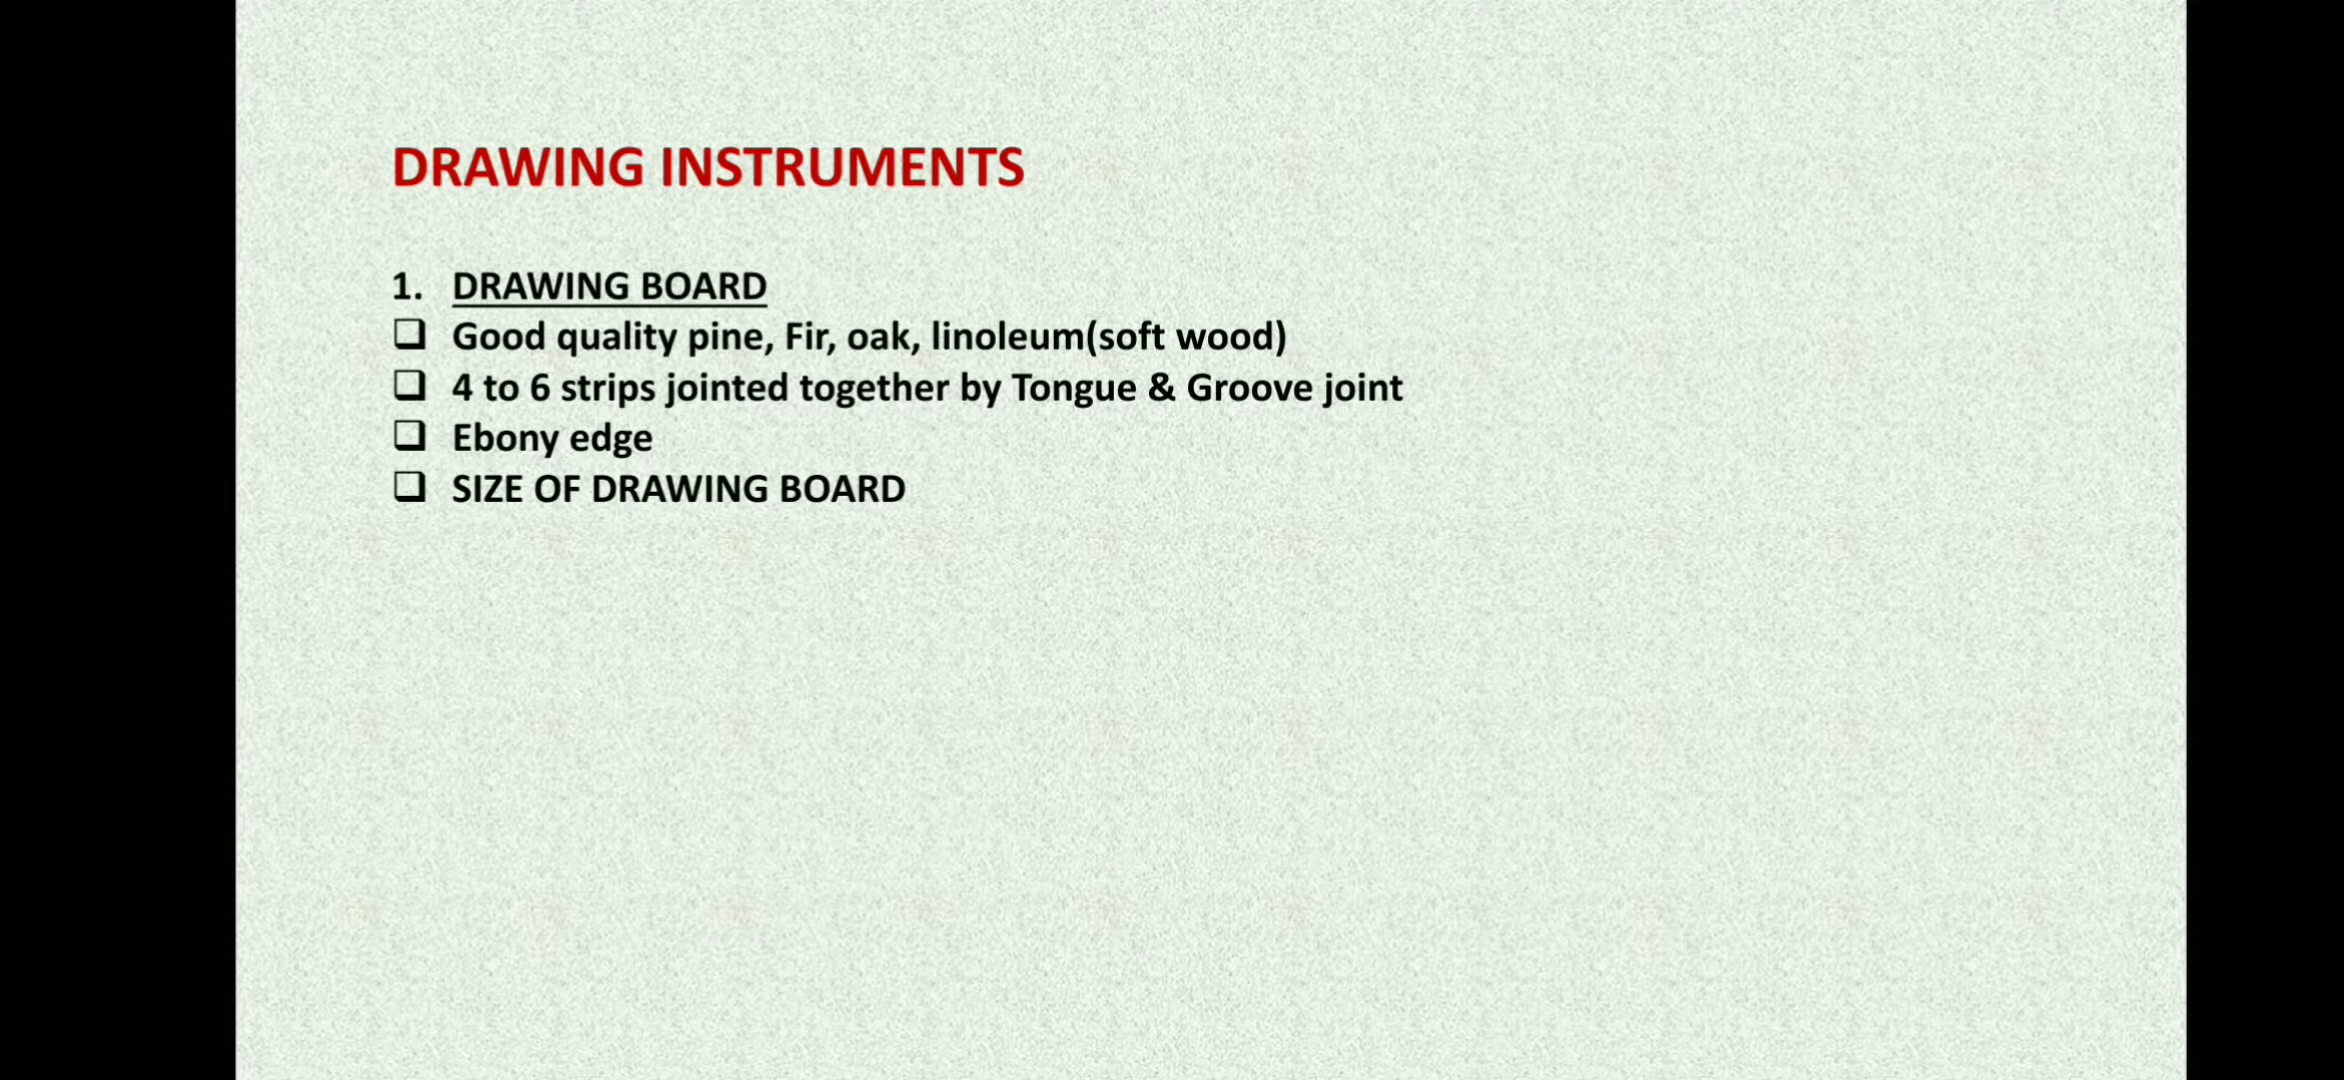 DRAWING INSTRUMENTS
1. DRAWING BOARD
❑ Good quality pine, Fir, oak, linoleum(soft wood)
❑ 4 to 6 strips jointed together by Tongue & Groove joint
❑ Ebony edge
❑ SIZE OF DRAWING BOARD